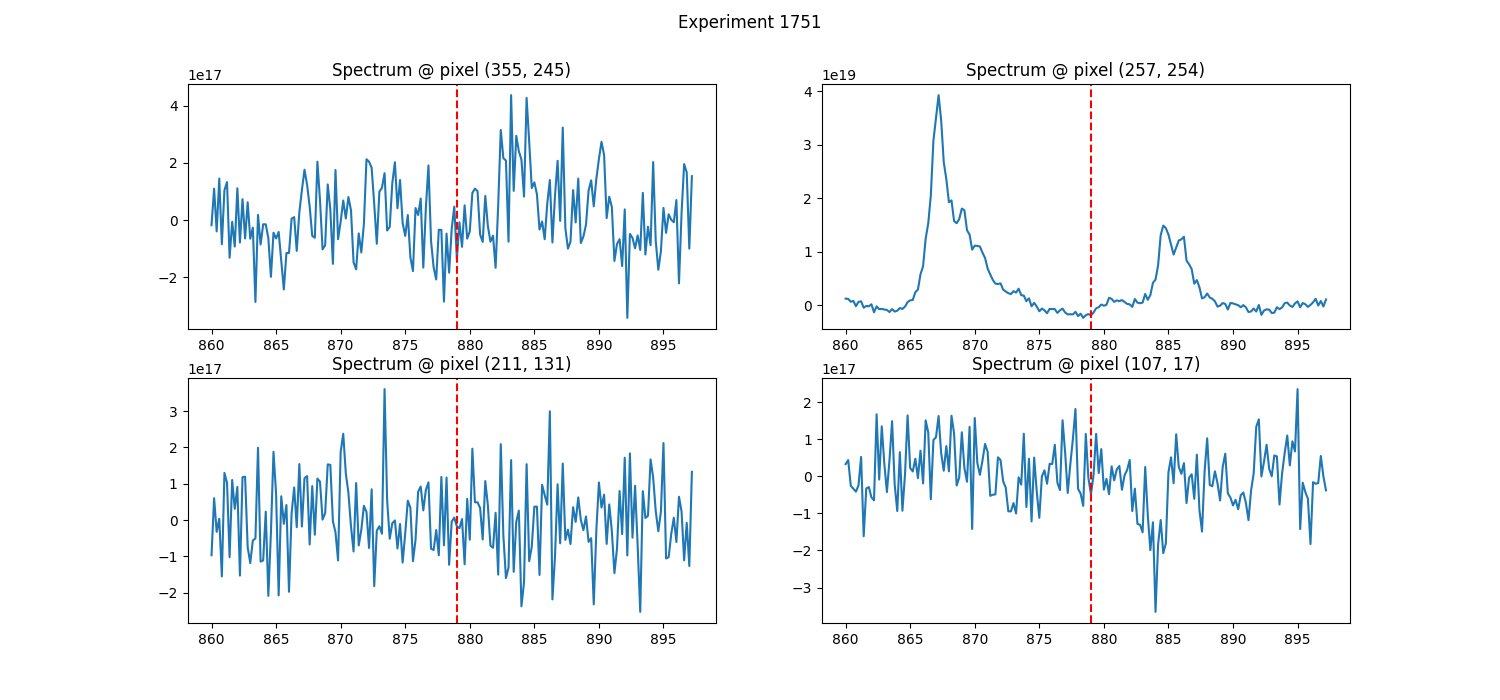 Experiment 1751
Spectrum @ pixel (355, 245)
1e17
4
2
0
−2
860 865 870 875 880 885 890 895
Spectrum @ pixel (257, 254)
1e19
4
3
2
1
0
860 865 870 875 880 885 890 895
Spectrum @ pixel (211, 131)
1e17
3
2
1
0
−1
−2
860 865 870 875 880 885 890 895
Spectrum @ pixel (107, 17)
1e17
2
1
0
−1
−2
−3
860 865 870 875 880 885 890 895